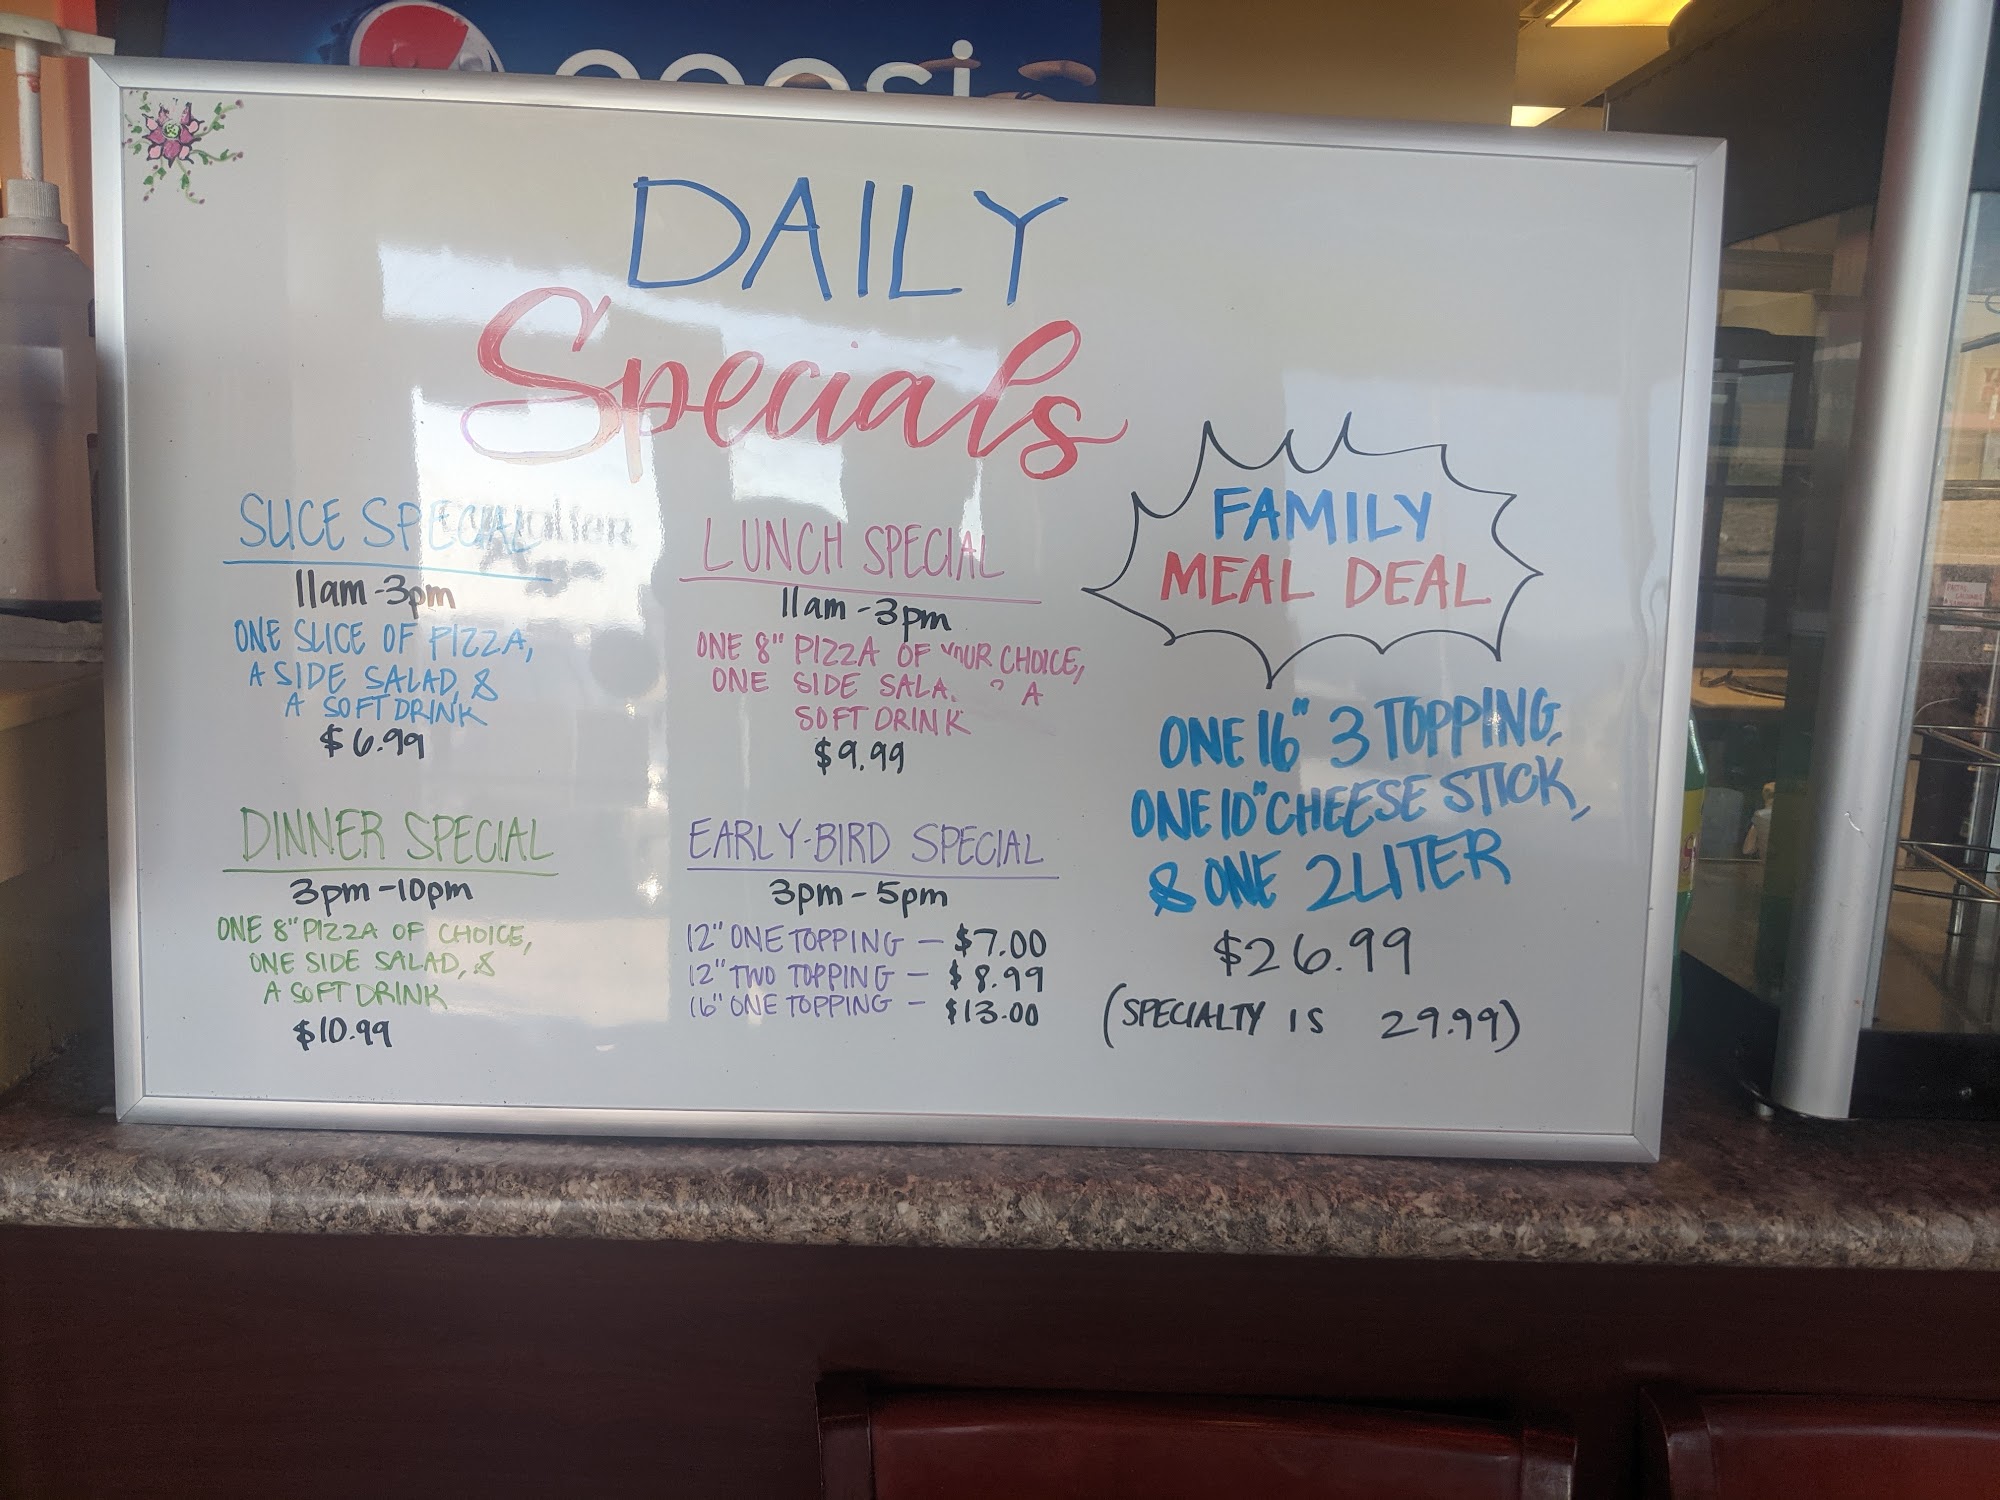 pepsi
DAILY
Specials
SLICE SPECIAL
11am-3pm
ONE SLICE OF PIZZA,
A SIDE SALAD, &
A SOFT DRINK
$6.99
LUNCH SPECIAL
11am-3pm
ONE 8" PIZZA OF YOUR CHOICE,
ONE SIDE SALA. A
SOFT DRINK
$9.99
DINNER SPECIAL
3pm-10pm
ONE 8" PIZZA OF CHOICE,
ONE SIDE SALAD, &
A SOFT DRINK
$10.99
EARLY-BIRD SPECIAL
3pm-5pm
12" ONE TOPPING — $7.00
12" TWO TOPPING — $8.99
16" ONE TOPPING — $13.00
FAMILY
MEAL DEAL
ONE 16" 3 TOPPING,
ONE 10" CHEESE STICK,
& ONE 2 LITER
$26.99
(SPECIALTY IS 29.99)